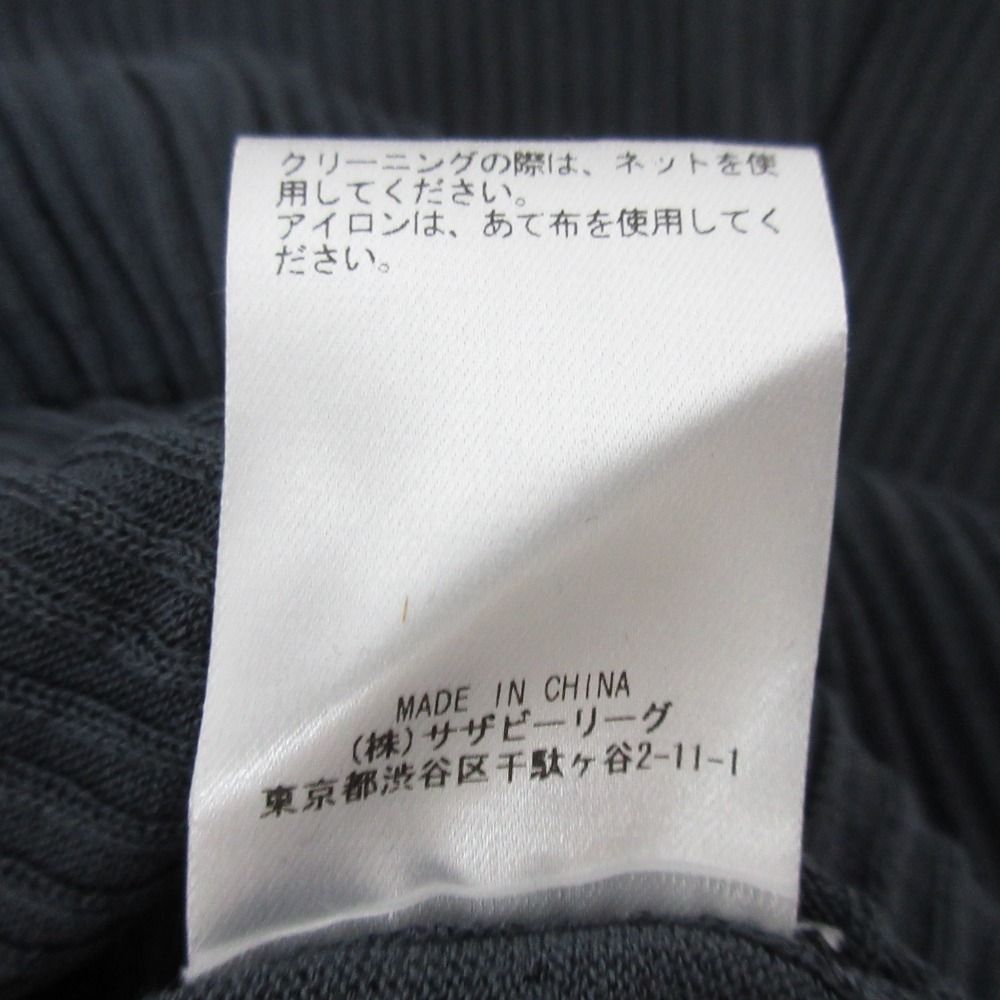 クリーニングの際は、ネットを使
用してください。
アイロンは、あて布を使用してく
ださい。
MADE IN CHINA
(株)サザビーリーグ
東京都渋谷区千駄ヶ谷2-11-1